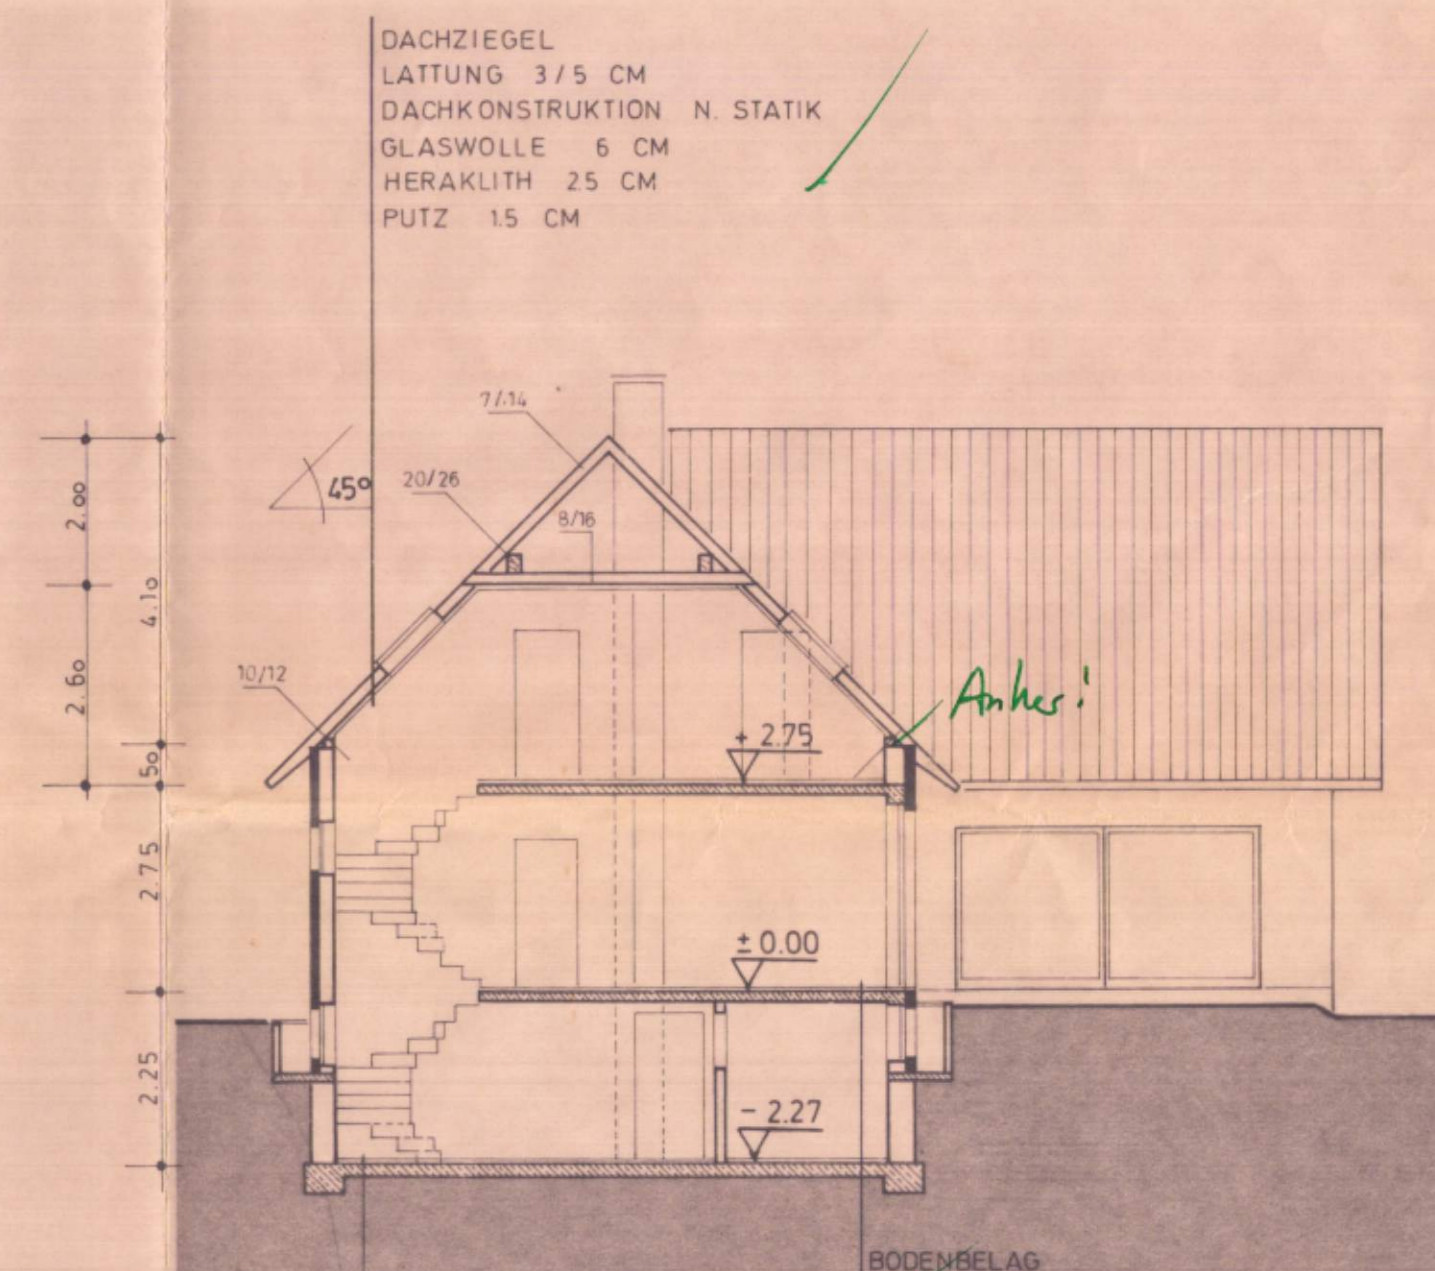 DACHZIEGEL
LATTUNG 3/5 CM
DACHKONSTRUKTION N. STATIK
GLASWOLLE 6 CM
HERAKLITH 2.5 CM
PUTZ 1.5 CM
7/14
45°
20/26
8/16
2.00
4.10
2.60
10/12
Anker!
+ 2.75
50
2.75
± 0.00
2.25
- 2.27
BODENBELAG